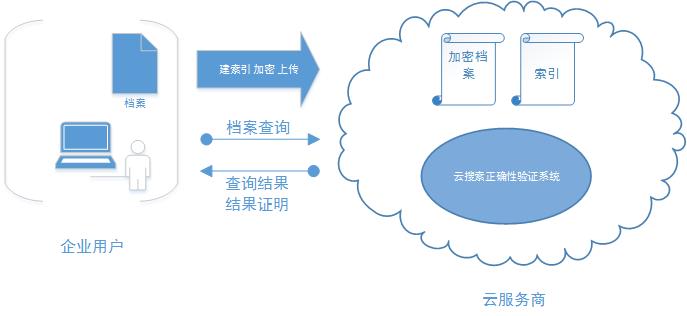 档案
建索引 加密 上传
加密档
案
索引
档案查询
查询结果
结果证明
云搜索正确性验证系统
企业用户
云服务商